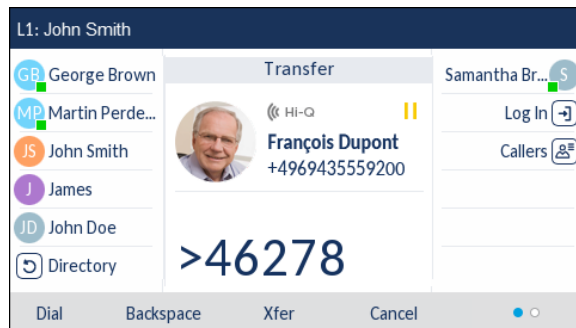 L1: John Smith
Transfer
GB George Brown
MP Martin Perde...
JS John Smith
J James
JD John Doe
Directory
Hi-Q
François Dupont
+4969435559200
>46278
Samantha Br... S
Log In
Callers
Dial Backspace Xfer Cancel